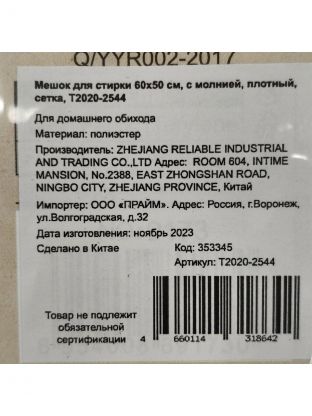 Q/YYR002-2017
Мешок для стирки 60х50 см, с молнией, плотный,
сетка, Т2020-2544
Для домашнего обихода
Материал: полиэстер
Производитель: ZHEJIANG RELIABLE INDUSTRIAL
AND TRADING CO.,LTD Адрес: ROOM 604, INTIME
MANSION, No.2388, EAST ZHONGSHAN ROAD,
NINGBO CITY, ZHEJIANG PROVINCE, Китай
Импортер: ООО «ПРАЙМ». Адрес: Россия, г.Воронеж,
ул.Волгоградская, д.32
Дата изготовления: ноябрь 2023
Сделано в Китае Код: 353345
Артикул: Т2020-2544
Товар не подлежит
обязательной
сертификации
4 660114 318642